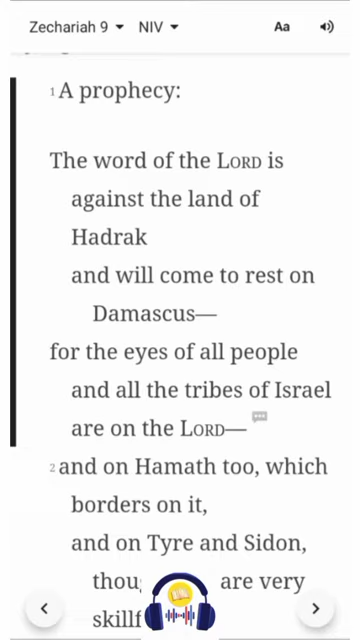 Zechariah 9 NIV Aa
1 A prophecy:
The word of the LORD is
against the land of
Hadrak
and will come to rest on
Damascus—
for the eyes of all people
and all the tribes of Israel
are on the LORD—
2 and on Hamath too, which
borders on it,
and on Tyre and Sidon,
are very